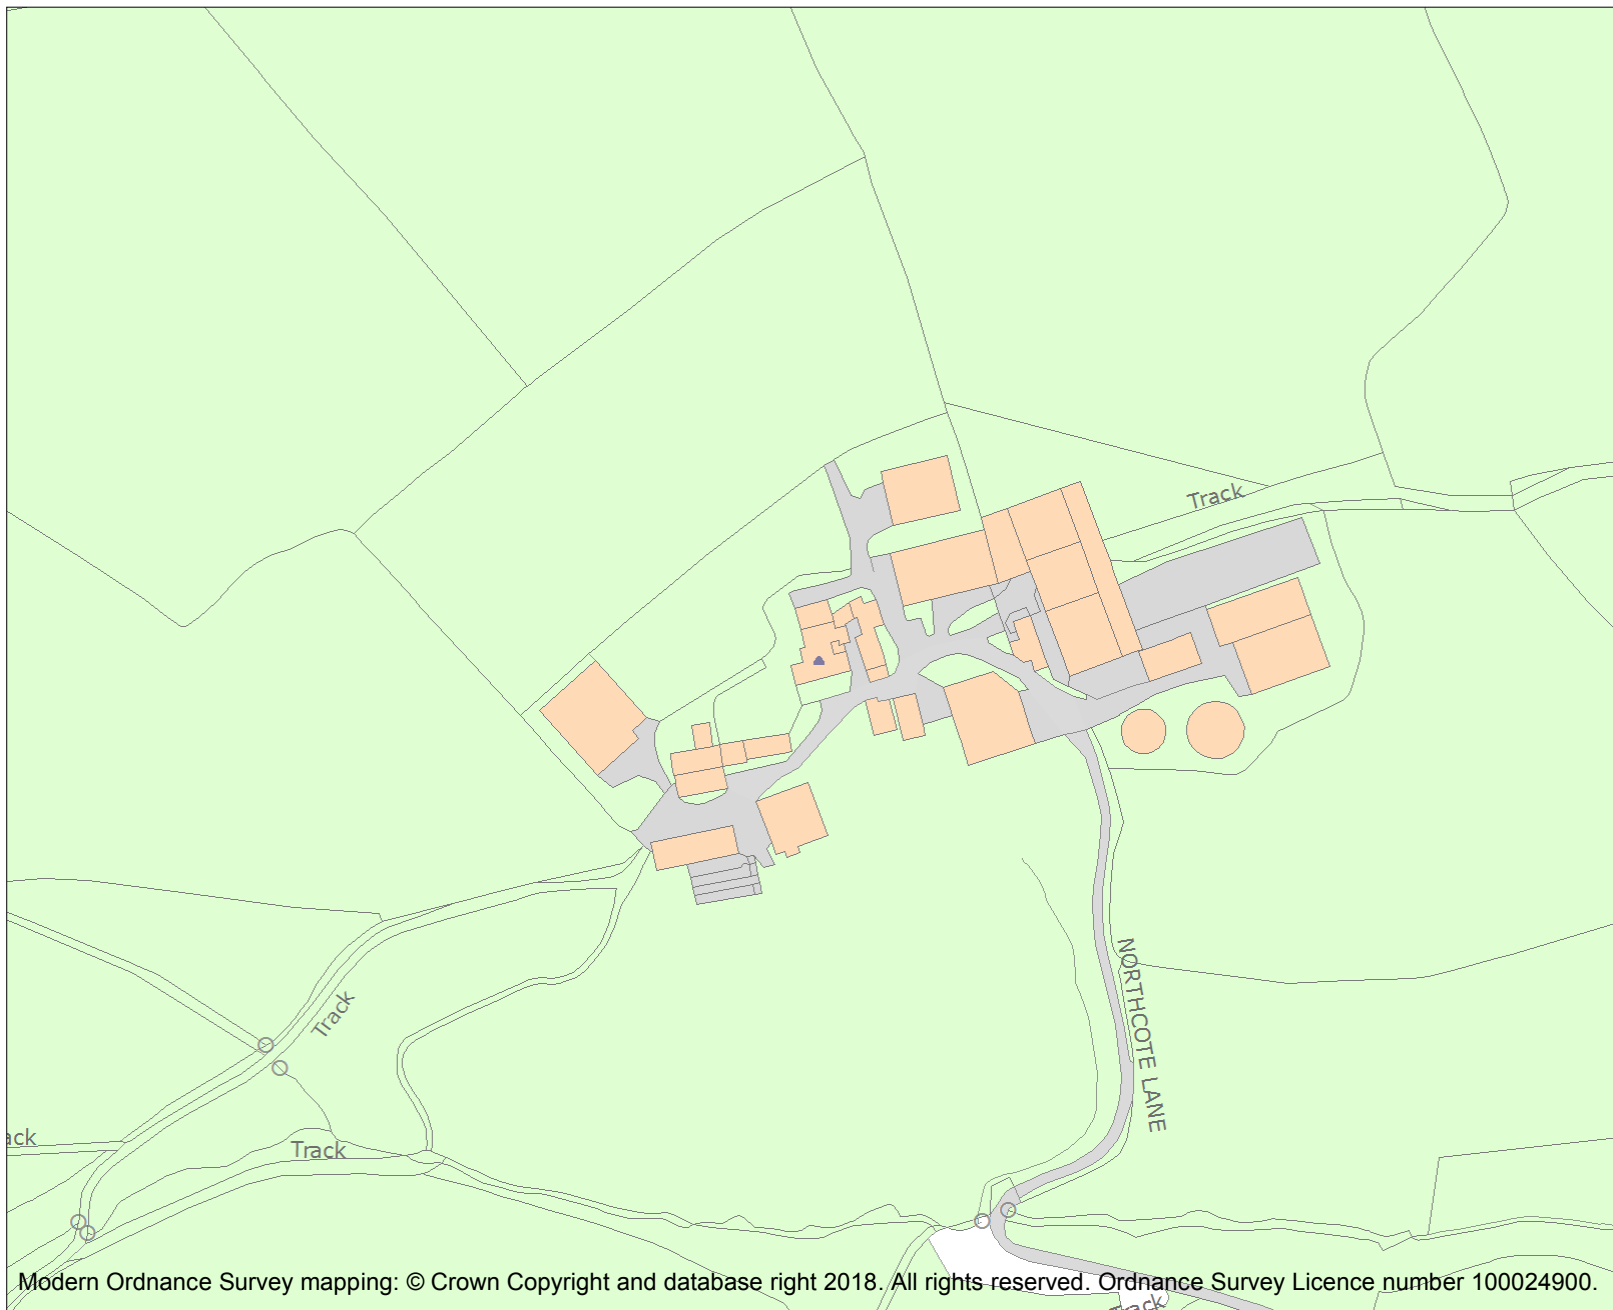 Track
NORTHCOTE LANE
Track
ack
Track
Modern Ordnance Survey mapping: © Crown Copyright and database right 2018. All rights reserved. Ordnance Survey Licence number 100024900.
Track